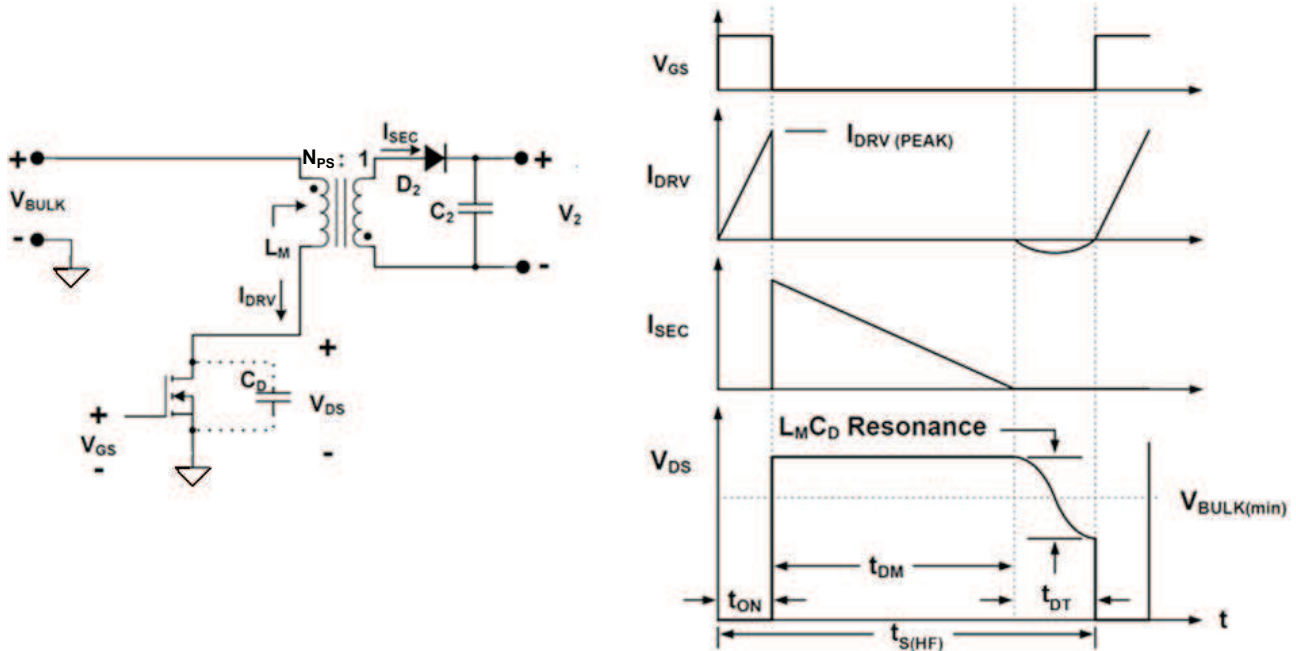 +
V_BULK
-
N_PS : 1
I_SEC
D_2
C_2
+
V_2
-
L_M
I_DRV
+
C_D
V_DS
-
+
V_GS
-
V_GS
I_DRV
I_DRV (PEAK)
I_SEC
V_DS
L_MC_D Resonance
V_BULK(min)
t_DM
t_ON
t_DT
t
t_S(HF)